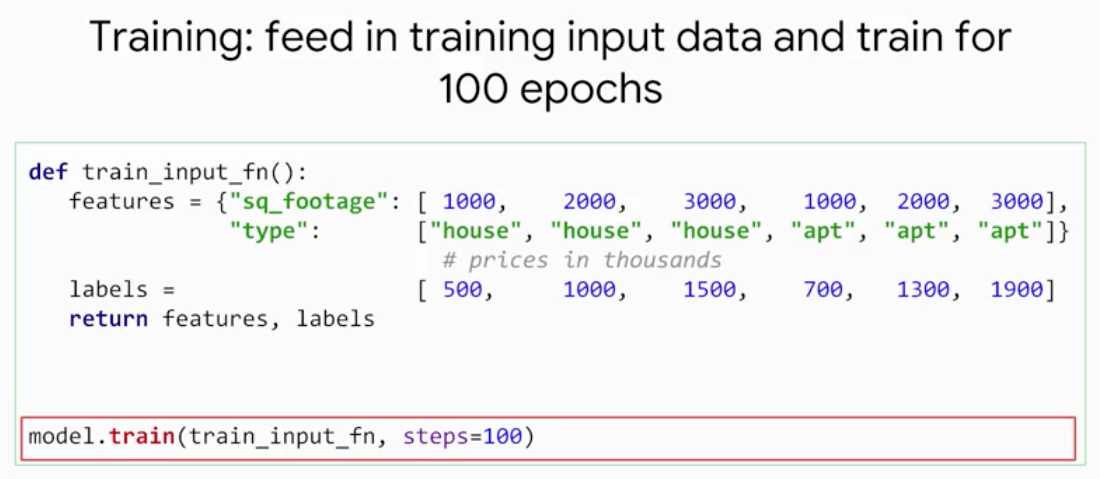 Training: feed in training input data and train for
100 epochs
def train_input_fn():
features = {"sq_footage": [ 1000, 2000, 3000, 1000, 2000, 3000],
"type": ["house", "house", "house", "apt", "apt", "apt"]}
# prices in thousands
labels = [ 500, 1000, 1500, 700, 1300, 1900]
return features, labels
model.train(train_input_fn, steps=100)